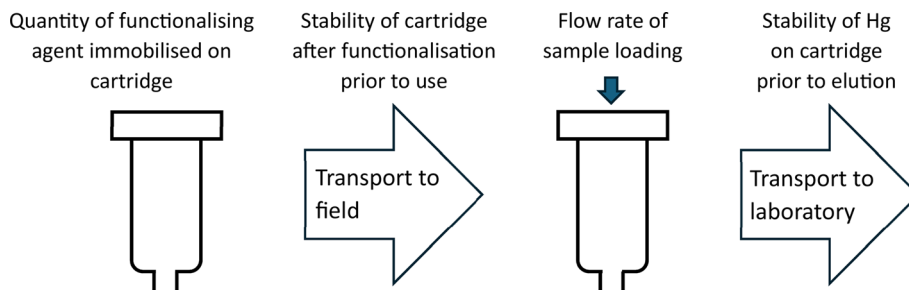 Quantity of functionalising
agent immobilised on
cartridge
Stability of cartridge
after functionalisation
prior to use
Flow rate of
sample loading
Stability of Hg
on cartridge
prior to elution
Transport to
field
Transport to
laboratory